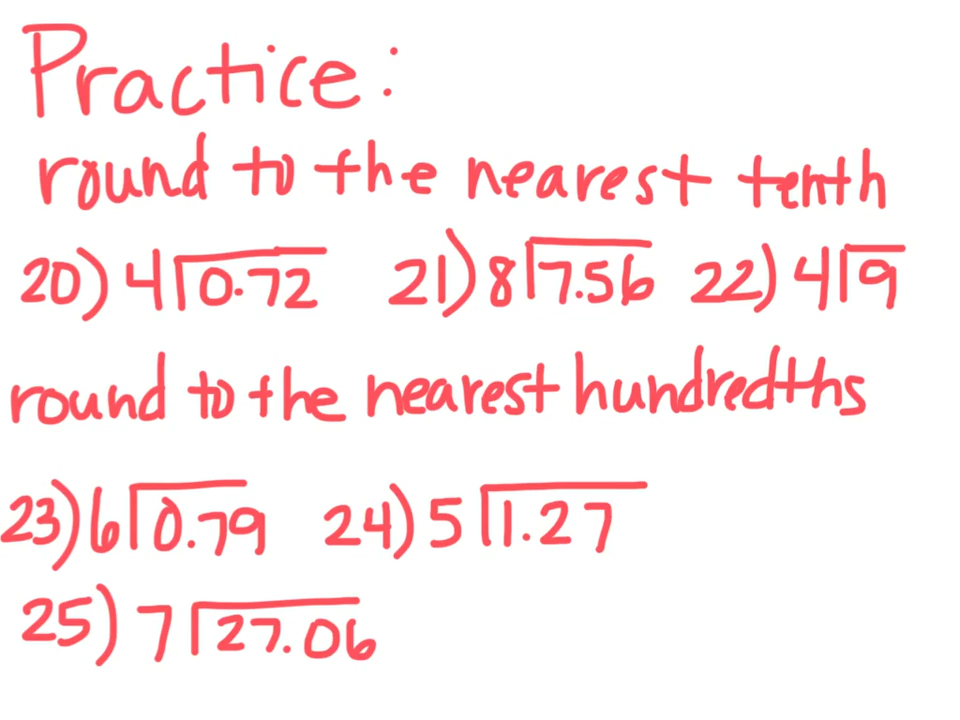 Practice:
round to the nearest tenth
20) 4⟌0.72 21) 8⟌7.56 22) 4⟌9
round to the nearest hundredths
23) 6⟌0.79 24) 5⟌1.27
25) 7⟌27.06